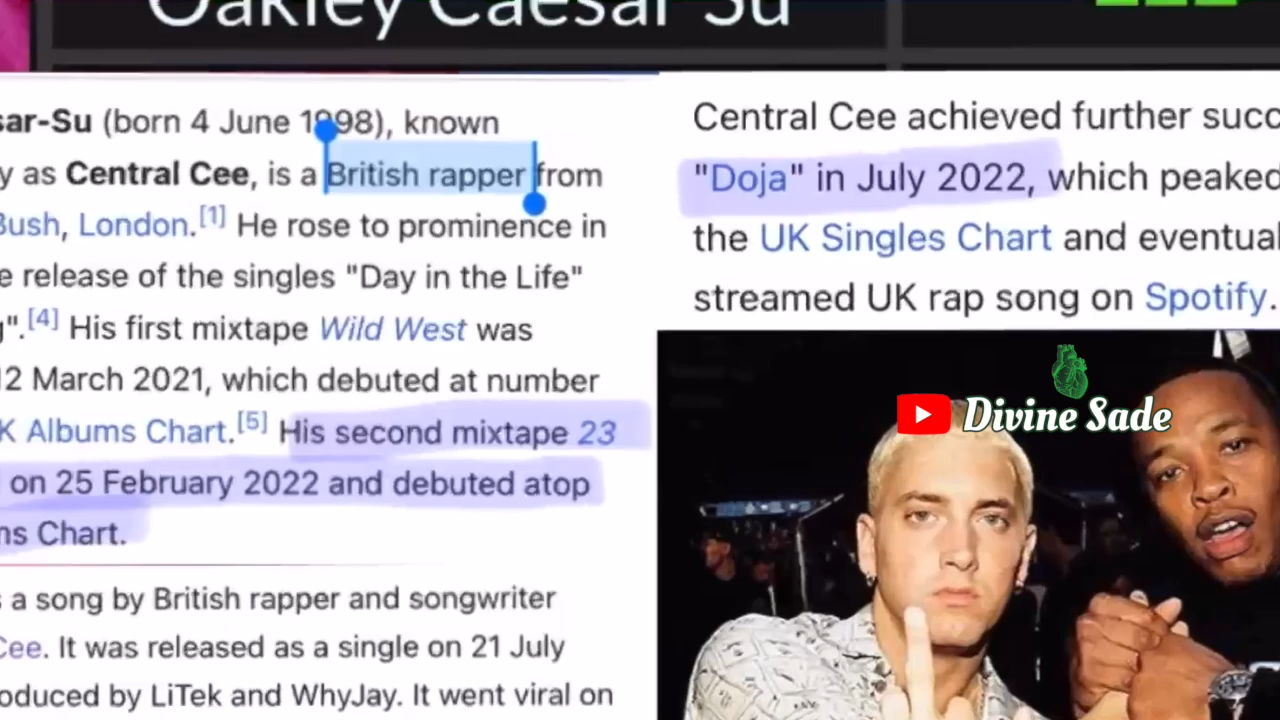 Oakley Caesar-Su
sar-Su (born 4 June 1998), known
y as Central Cee, is a British rapper from
Bush, London.[1] He rose to prominence in
e release of the singles "Day in the Life"
g".[4] His first mixtape Wild West was
12 March 2021, which debuted at number
K Albums Chart.[5] His second mixtape 23
on 25 February 2022 and debuted atop
ms Chart.
s a song by British rapper and songwriter
Cee. It was released as a single on 21 July
oduced by LiTek and WhyJay. It went viral on
Central Cee achieved further succ
"Doja" in July 2022, which peaked
the UK Singles Chart and eventual
streamed UK rap song on Spotify.
Divine Sade